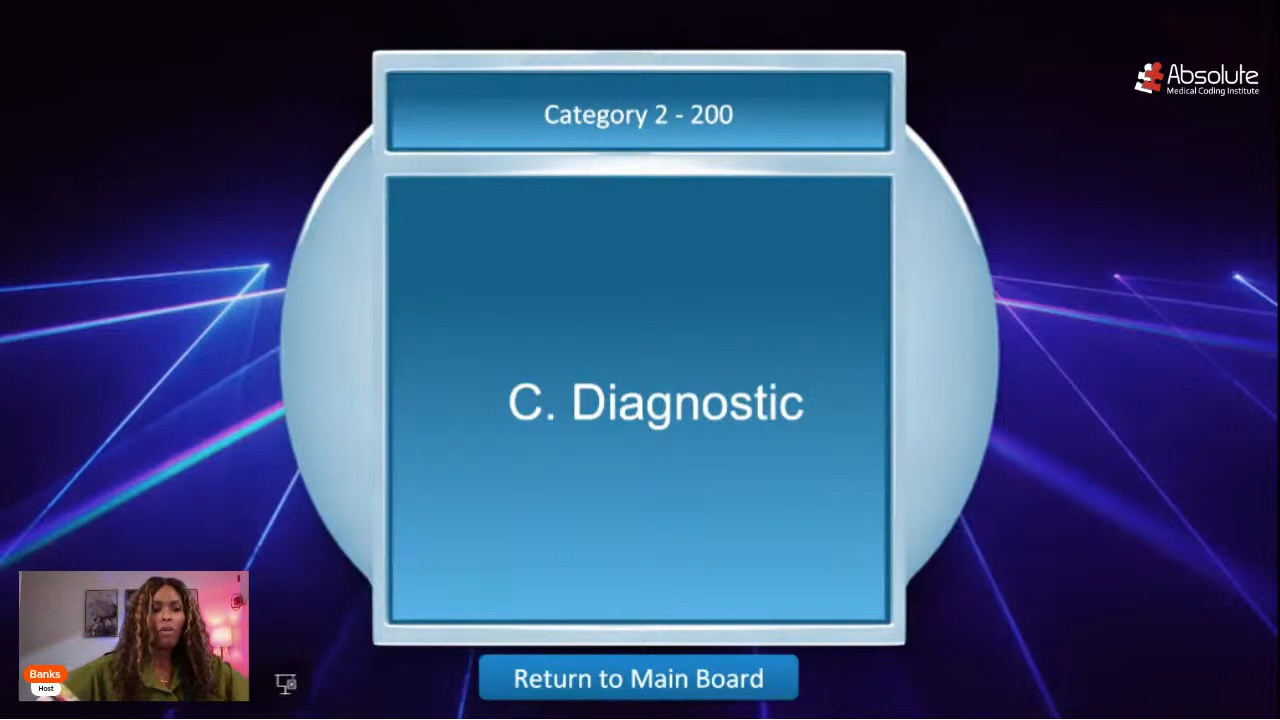 Absolute
Medical Coding Institute
Category 2 - 200
C. Diagnostic
Return to Main Board
Banks
Host